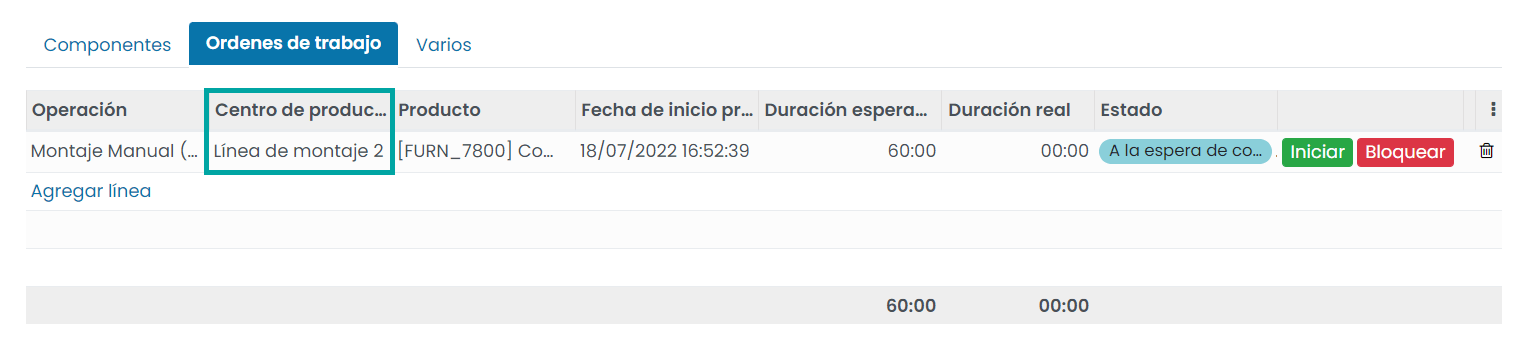 Componentes Ordenes de trabajo Varios
Operación Centro de produc... Producto Fecha de inicio pr... Duración espera... Duración real Estado
Montaje Manual (... Línea de montaje 2 [FURN_7800] Co... 18/07/2022 16:52:39 60:00 00:00 A la espera de co... Iniciar Bloquear
Agregar línea
60:00 00:00